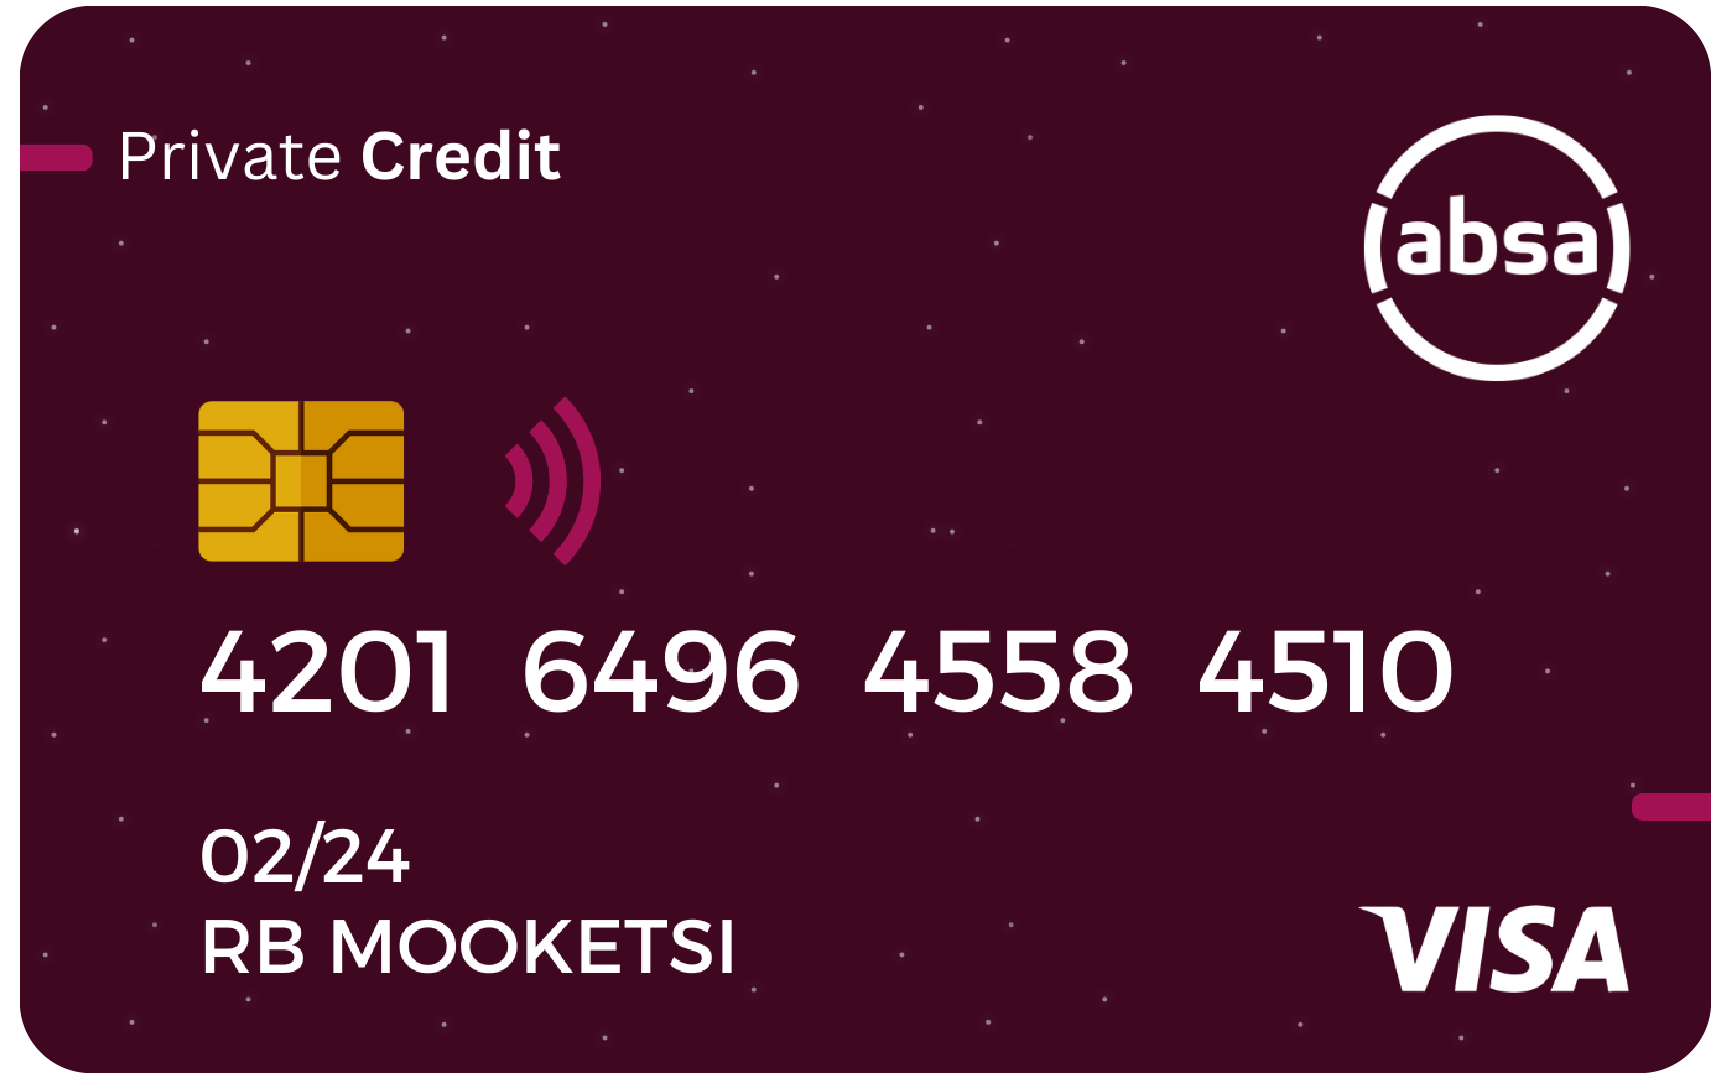 Private Credit
absa
4201 6496 4558 4510
02/24
RB MOOKETSI
VISA